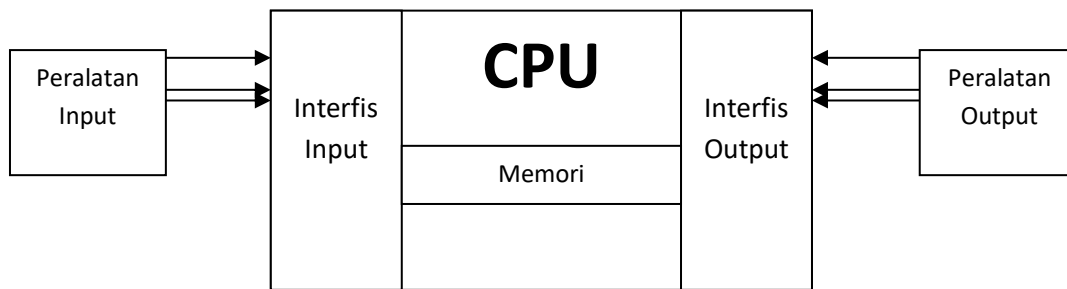 Peralatan
Input
Interfis
Input
CPU
Memori
Interfis
Output
Peralatan
Output